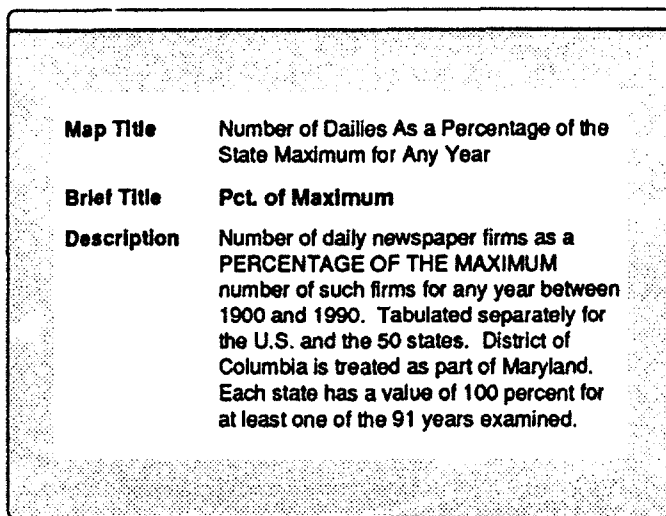 Map Title Number of Dailies As a Percentage of the
State Maximum for Any Year
Brief Title Pct. of Maximum
Description Number of daily newspaper firms as a
PERCENTAGE OF THE MAXIMUM
number of such firms for any year between
1900 and 1990. Tabulated separately for
the U.S. and the 50 states. District of
Columbia is treated as part of Maryland.
Each state has a value of 100 percent for
at least one of the 91 years examined.